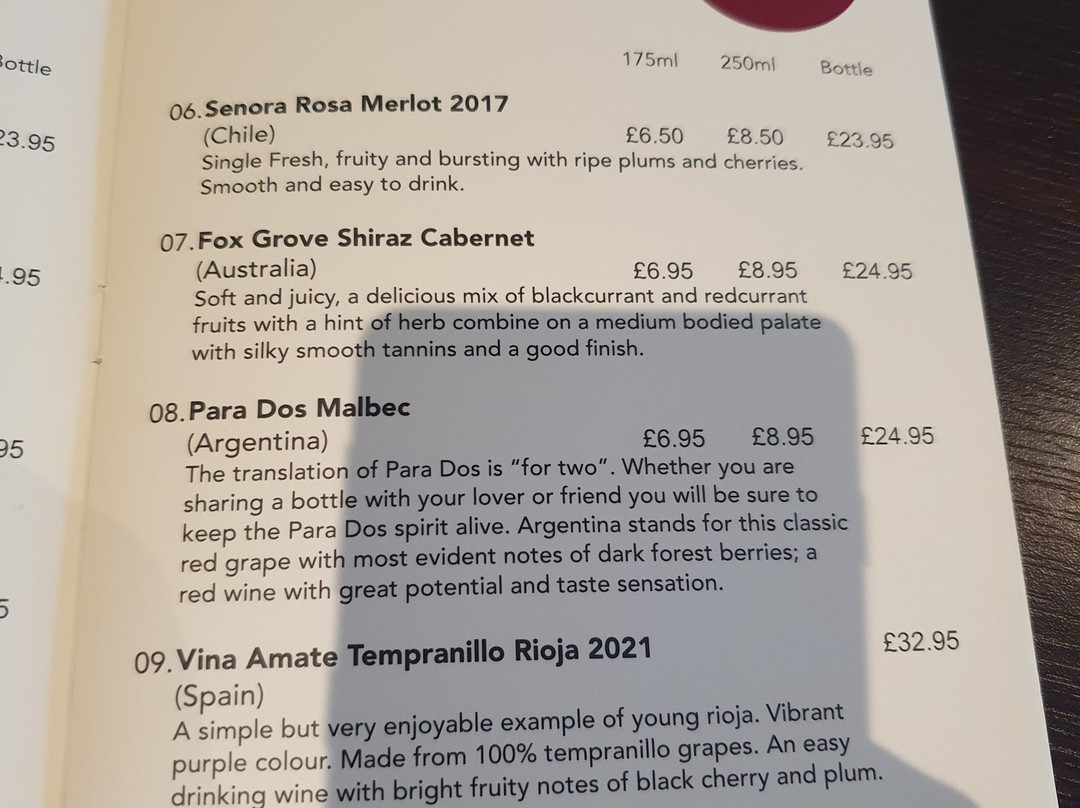 Bottle
23.95
.95
95
5
175ml 250ml Bottle
06. Senora Rosa Merlot 2017
(Chile) £6.50 £8.50 £23.95
Single Fresh, fruity and bursting with ripe plums and cherries.
Smooth and easy to drink.
07. Fox Grove Shiraz Cabernet
(Australia) £6.95 £8.95 £24.95
Soft and juicy, a delicious mix of blackcurrant and redcurrant
fruits with a hint of herb combine on a medium bodied palate
with silky smooth tannins and a good finish.
08. Para Dos Malbec
(Argentina) £6.95 £8.95 £24.95
The translation of Para Dos is “for two”. Whether you are
sharing a bottle with your lover or friend you will be sure to
keep the Para Dos spirit alive. Argentina stands for this classic
red grape with most evident notes of dark forest berries; a
red wine with great potential and taste sensation.
09. Vina Amate Tempranillo Rioja 2021 £32.95
(Spain)
A simple but very enjoyable example of young rioja. Vibrant
purple colour. Made from 100% tempranillo grapes. An easy
drinking wine with bright fruity notes of black cherry and plum.